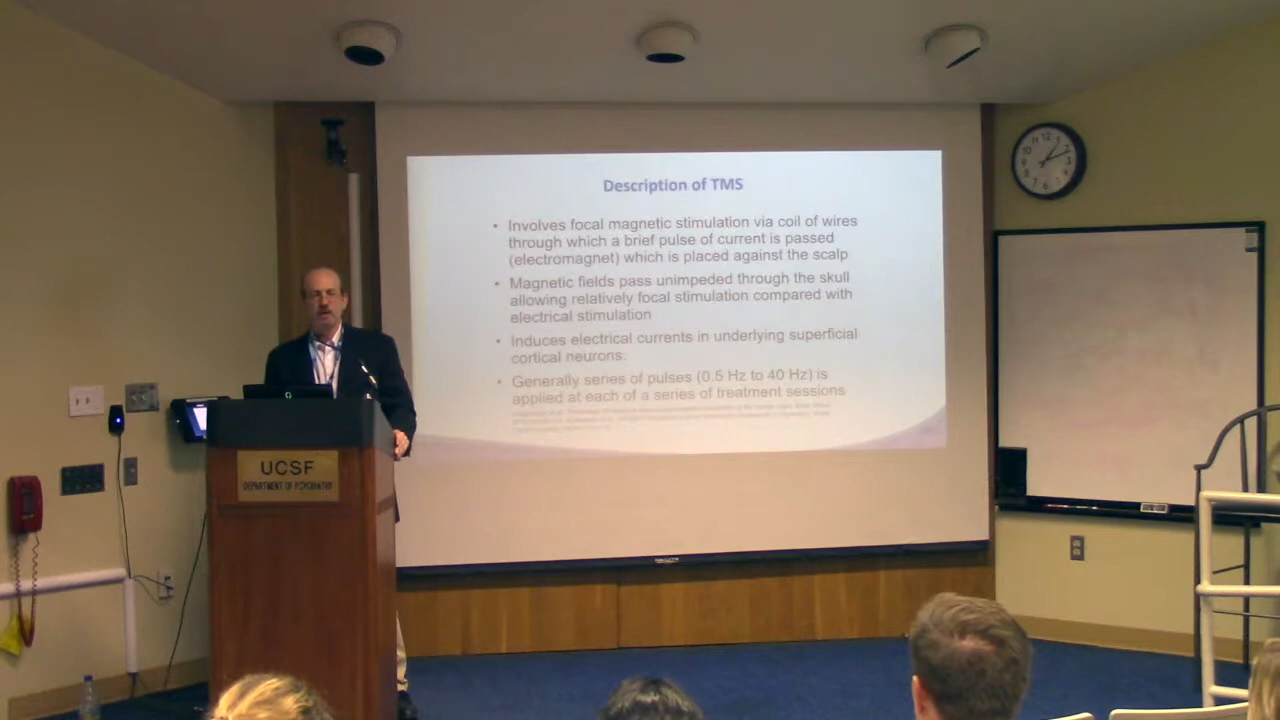 Description of TMS
• Involves focal magnetic stimulation via coil of wires
through which a brief pulse of current is passed
(electromagnet) which is placed against the scalp
• Magnetic fields pass unimpeded through the skull
allowing relatively focal stimulation compared with
electrical stimulation
• Induces electrical currents in underlying superficial
cortical neurons.
• Generally series of pulses (0.5 Hz to 40 Hz) is
applied at each of a series of treatment sessions
UCSF
DEPARTMENT OF PSYCHIATRY